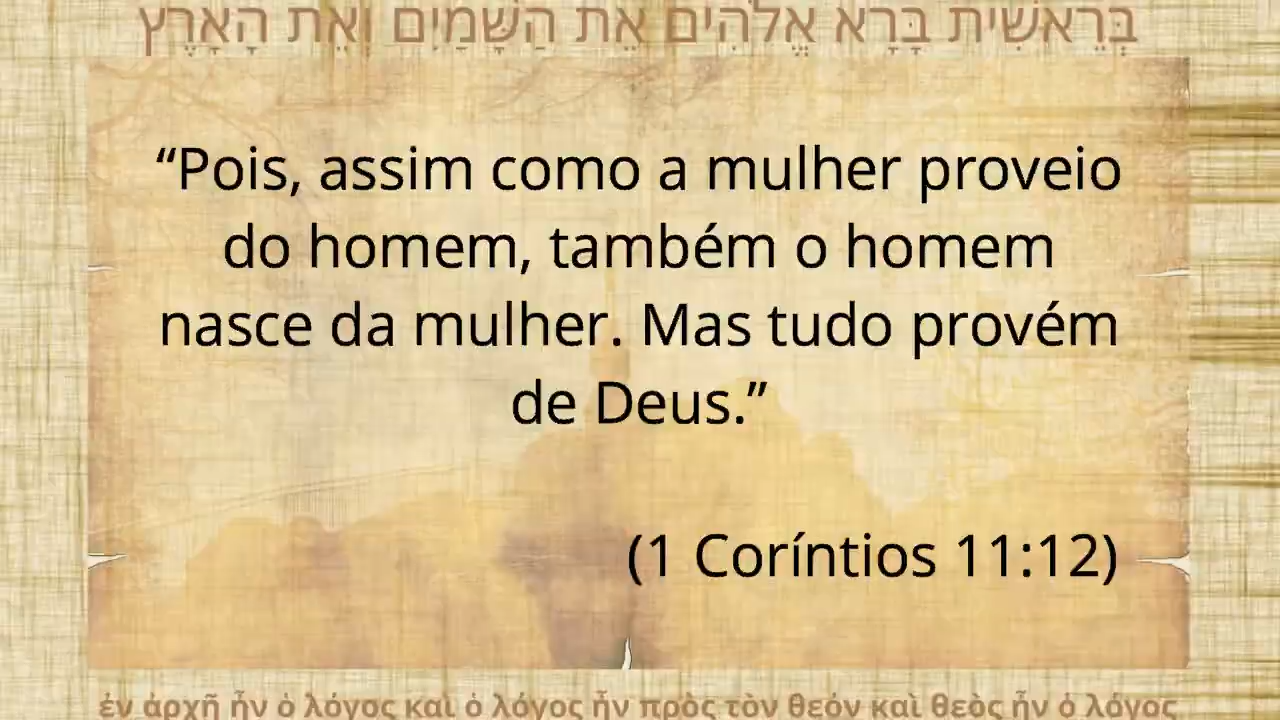 בְּרֵאשִׁית בָּרָא אֱלֹהִים אֵת הַשָּׁמַיִם וְאֵת הָאָרֶץ
“Pois, assim como a mulher proveio
do homem, também o homem
nasce da mulher. Mas tudo provém
de Deus.”
(1 Coríntios 11:12)
ἐν ἀρχῇ ἦν ὁ λόγος καὶ ὁ λόγος ἦν πρὸς τὸν θεόν καὶ θεὸς ἦν ὁ λόγος